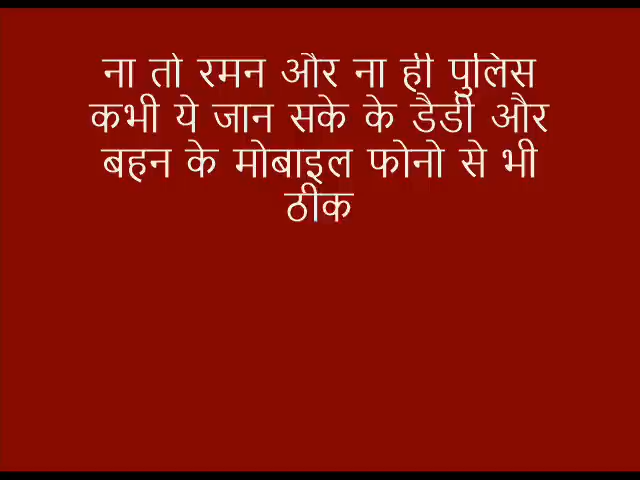 ना तो रमन और ना ही पुलिस
कभी ये जान सके के डैडी और
बहन के मोबाइल फोनो से भी
ठीक